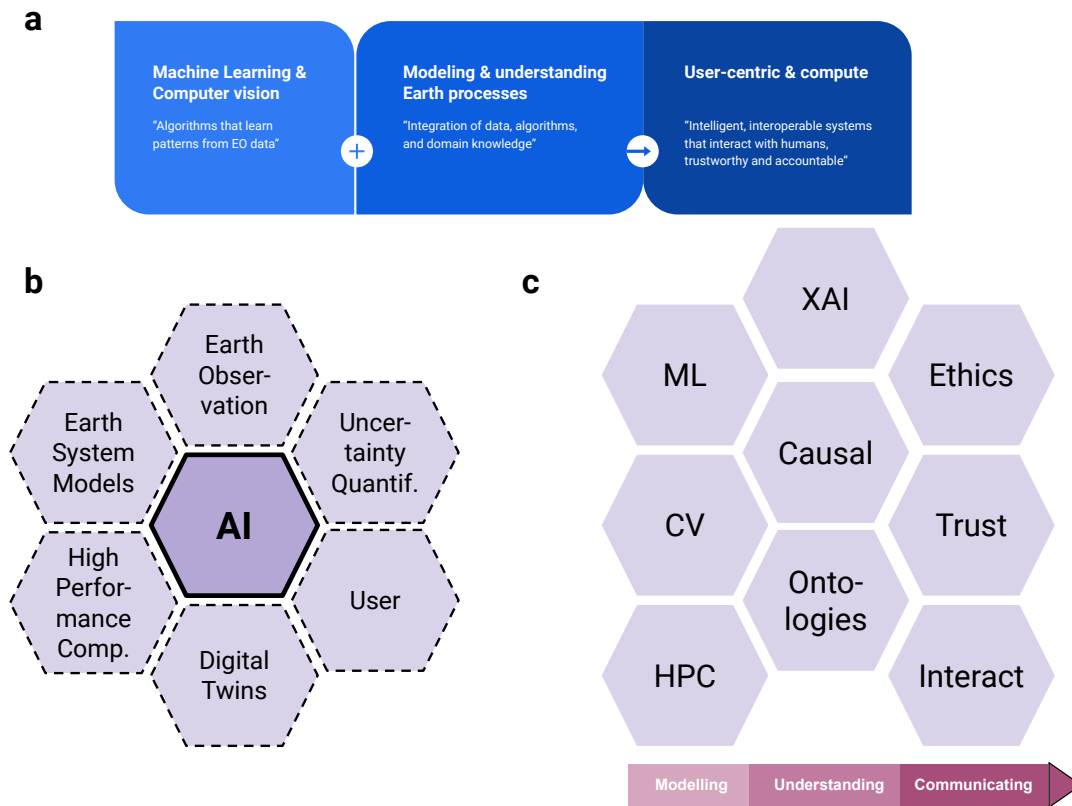 a
Machine Learning &
Computer vision
“Algorithms that learn
patterns from EO data”
+
Modeling & understanding
Earth processes
“Integration of data, algorithms,
and domain knowledge”
User-centric & compute
“Intelligent, interoperable systems
that interact with humans,
trustworthy and accountable”
b
Earth
Obser-
vation
Earth
System
Models
Uncer-
tainty
Quantif.
AI
High
Perfor-
mance
Comp.
User
Digital
Twins
c
XAI
ML
Ethics
Causal
CV
Trust
Onto-
logies
HPC
Interact
Modelling
Understanding
Communicating